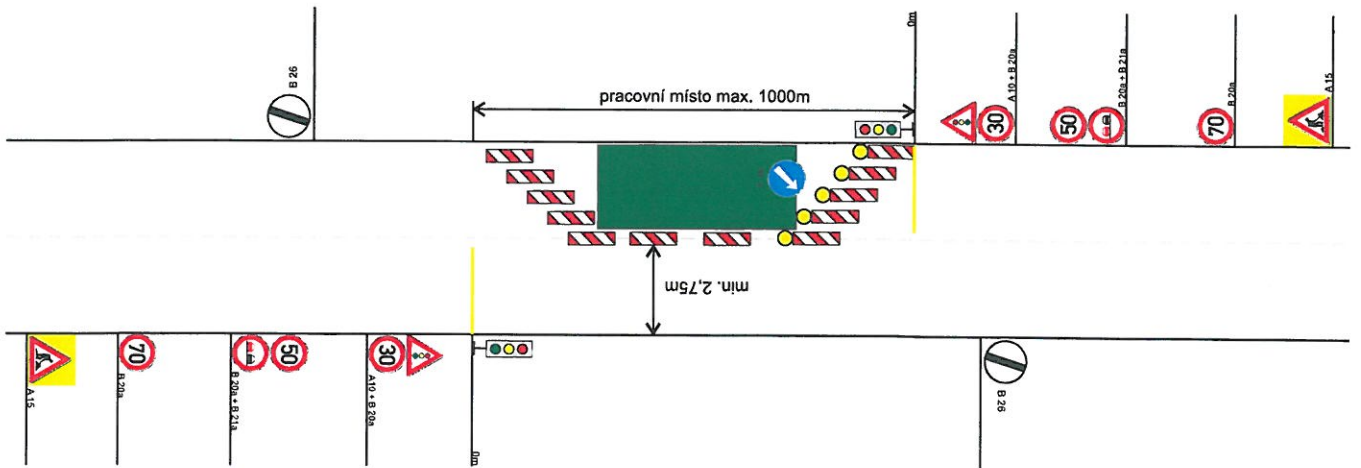 B 26
pracovní místo max. 1000m
0m
A 10 + B 20a
B 20a + B 21a
B 20a
A 15
30
50
70
min. 2,75m
A 15
B 20a
B 20a + B 21a
A10 + B 20a
0m
B 26
70
50
30